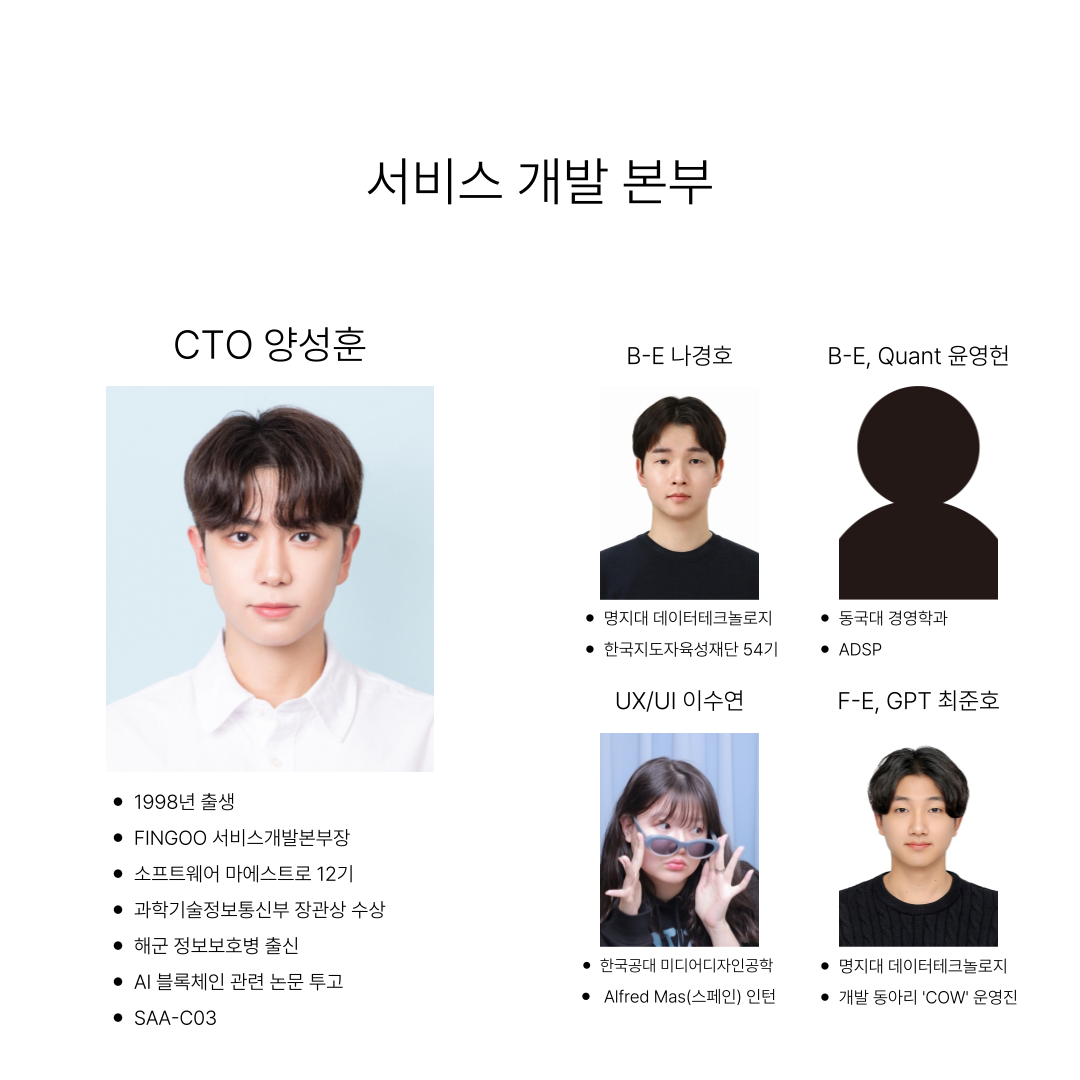 서비스 개발 본부
CTO 양성훈
1998년 출생
FINGOO 서비스개발본부장
소프트웨어 마에스트로 12기
과학기술정보통신부 장관상 수상
해군 정보보호병 출신
AI 블록체인 관련 논문 투고
SAA-C03
B-E 나경호
명지대 데이터테크놀로지
한국지도자육성재단 54기
B-E, Quant 윤영헌
동국대 경영학과
ADSP
UX/UI 이수연
한국공대 미디어디자인공학
Alfred Mas(스페인) 인턴
F-E, GPT 최준호
명지대 데이터테크놀로지
개발 동아리 'COW' 운영진